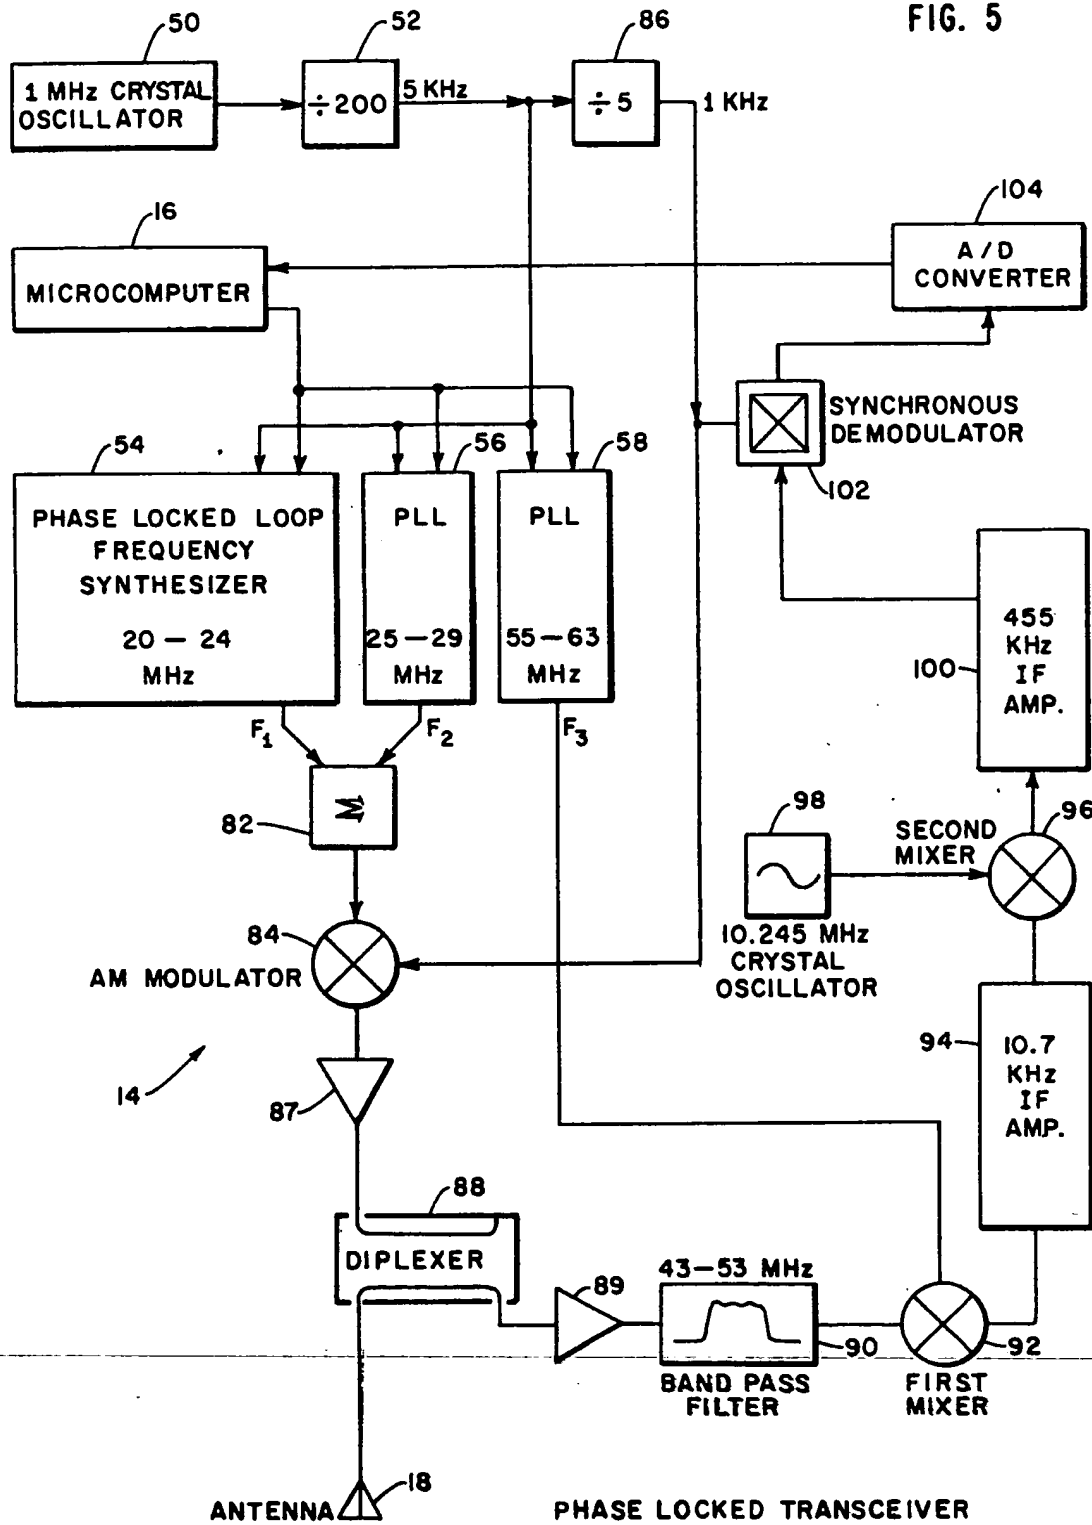 FIG. 5
50
52
86
1 MHz CRYSTAL
OSCILLATOR
÷200
5 KHz
÷5
1 KHz
16
MICROCOMPUTER
104
A/D
CONVERTER
SYNCHRONOUS
DEMODULATOR
102
54
56
58
PHASE LOCKED LOOP
FREQUENCY
SYNTHESIZER
20 — 24
MHz
PLL
25—29
MHz
PLL
55—63
MHz
F1
F2
F3
455
KHz
IF
AMP.
100
82
Σ
98
SECOND
MIXER
96
10.245 MHz
CRYSTAL
OSCILLATOR
84
AM MODULATOR
94
10.7
KHz
IF
AMP.
14
87
88
DIPLEXER
89
43—53 MHz
90
92
BAND PASS
FILTER
FIRST
MIXER
18
ANTENNA
PHASE LOCKED TRANSCEIVER